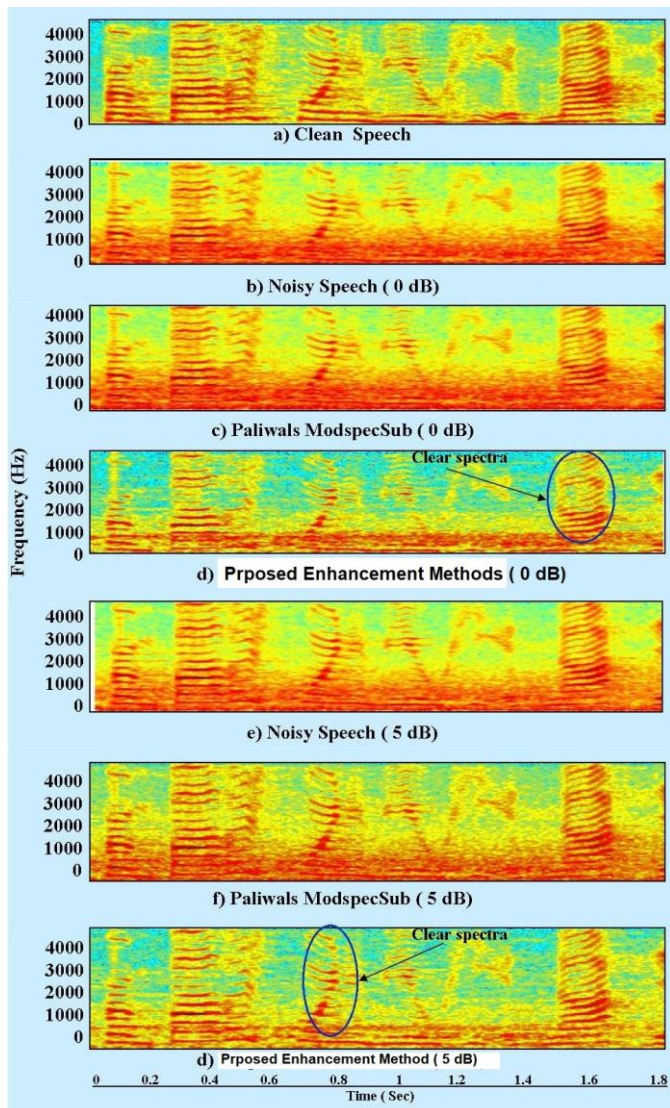 4000
3000
2000
1000
0
a) Clean Speech
4000
3000
2000
1000
0
b) Noisy Speech ( 0 dB)
4000
3000
2000
1000
0
c) Paliwals ModspecSub ( 0 dB)
Frequency (Hz)
4000
3000
2000
1000
0
Clear spectra
d) Prposed Enhancement Methods ( 0 dB)
4000
3000
2000
1000
0
e) Noisy Speech ( 5 dB)
4000
3000
2000
1000
0
f) Paliwals ModspecSub ( 5 dB)
4000
3000
2000
1000
0
Clear spectra
d) Prposed Enhancement Method ( 5 dB)
0 0.2 0.4 0.6 0.8 1 1.2 1.4 1.6 1.8
Time ( Sec)